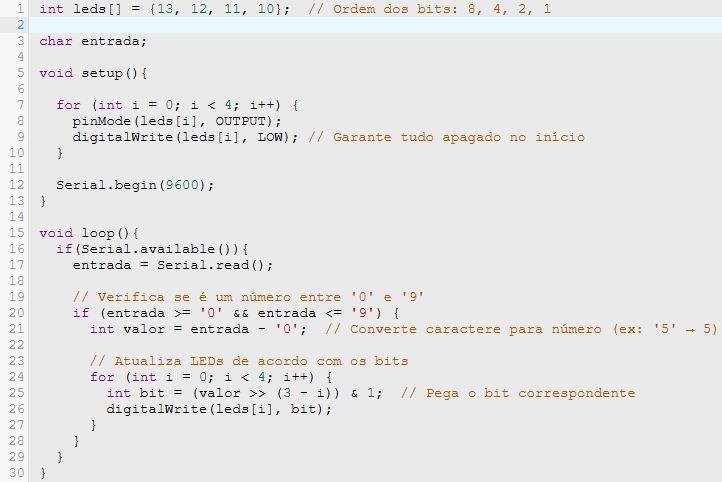 1 int leds[] = {13, 12, 11, 10};  // Ordem dos bits: 8, 4, 2, 1
2
3 char entrada;
4
5 void setup(){
6
7   for (int i = 0; i < 4; i++) {
8     pinMode(leds[i], OUTPUT);
9     digitalWrite(leds[i], LOW); // Garante tudo apagado no início
10   }
11
12   Serial.begin(9600);
13 }
14
15 void loop(){
16   if(Serial.available()){
17     entrada = Serial.read();
18
19     // Verifica se é um número entre '0' e '9'
20     if (entrada >= '0' && entrada <= '9') {
21       int valor = entrada - '0';  // Converte caractere para número (ex: '5' → 5)
22
23       // Atualiza LEDs de acordo com os bits
24       for (int i = 0; i < 4; i++) {
25         int bit = (valor >> (3 - i)) & 1;  // Pega o bit correspondente
26         digitalWrite(leds[i], bit);
27       }
28     }
29   }
30 }